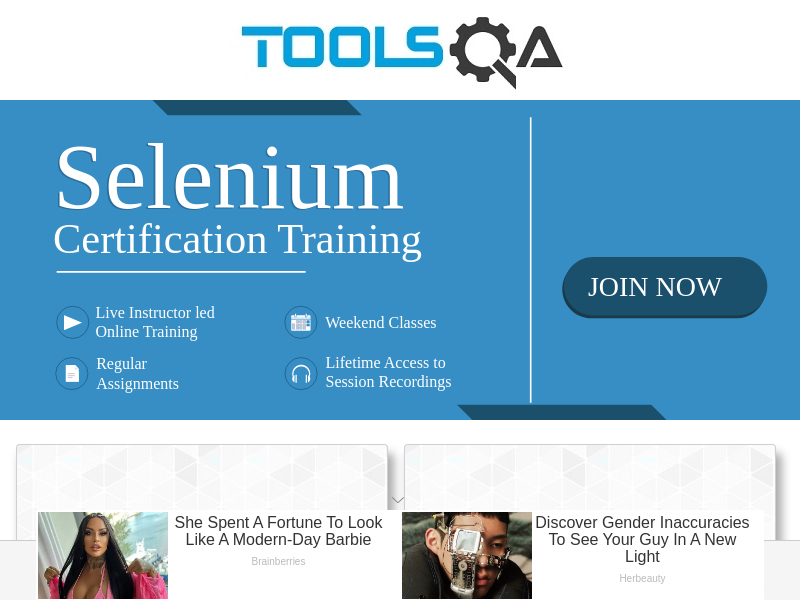 TOOLSQA
Selenium
Certification Training
Live Instructor led
Online Training
Weekend Classes
Regular
Assignments
Lifetime Access to
Session Recordings
JOIN NOW
She Spent A Fortune To Look
Like A Modern-Day Barbie
Brainberries
Discover Gender Inaccuracies
To See Your Guy In A New
Light
Herbeauty